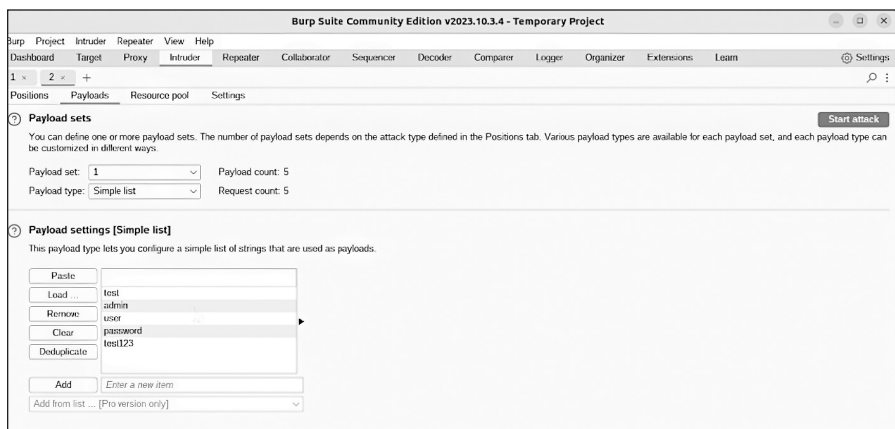 Burp Suite Community Edition v2023.10.3.4 - Temporary Project
Burp Project Intruder Repeater View Help
Dashboard Target Proxy Intruder Repeater Collaborator Sequencer Decoder Comparer Logger Organizer Extensions Learn Settings
1 × 2 × +
Positions Payloads Resource pool Settings
? Payload sets Start attack
You can define one or more payload sets. The number of payload sets depends on the attack type defined in the Positions tab. Various payload types are available for each payload set, and each payload type can
be customized in different ways.
Payload set: 1 Payload count: 5
Payload type: Simple list Request count: 5
? Payload settings [Simple list]
This payload type lets you configure a simple list of strings that are used as payloads.
Paste
Load ... test
admin
Remove user
Clear password
test123
Deduplicate
Add Enter a new item
Add from list ... [Pro version only]